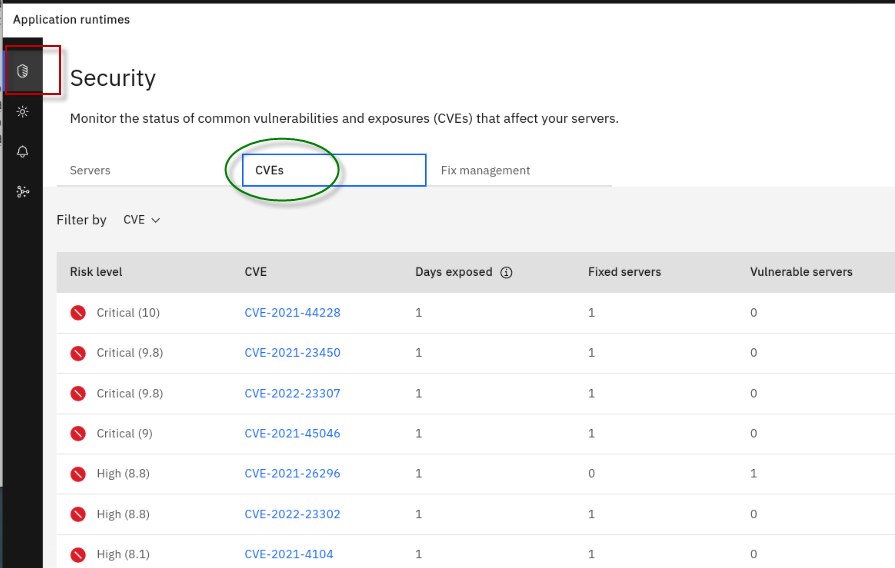 Application runtimes
Security
Monitor the status of common vulnerabilities and exposures (CVEs) that affect your servers.
Servers CVEs Fix management
Filter by CVE
Risk level CVE Days exposed Fixed servers Vulnerable servers
Critical (10) CVE-2021-44228 1 1 0
Critical (9.8) CVE-2021-23450 1 1 0
Critical (9.8) CVE-2022-23307 1 1 0
Critical (9) CVE-2021-45046 1 1 0
High (8.8) CVE-2021-26296 1 0 1
High (8.8) CVE-2022-23302 1 1 0
High (8.1) CVE-2021-4104 1 1 0